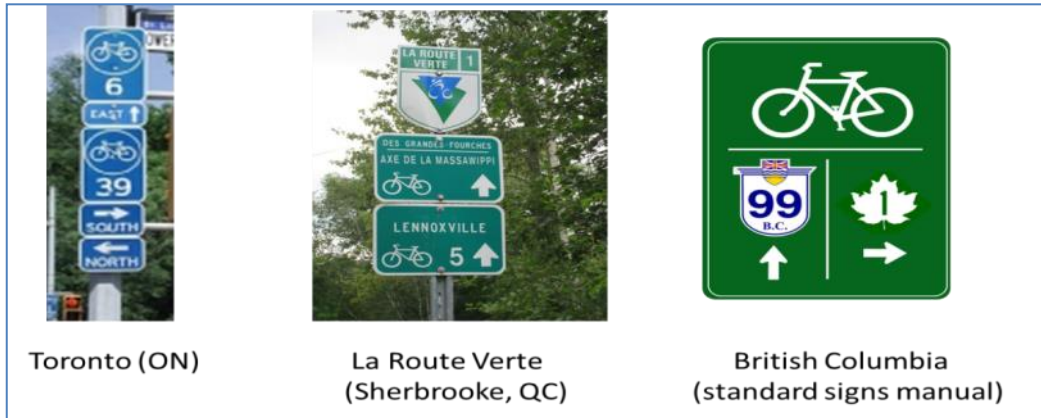 6
EAST
39
SOUTH
NORTH
LA ROUTE
VERTE 1
DES GRANDES FOURCHES
AXE DE LA MASSAWIPPI
LENNOXVILLE
5
99
B.C.
1
Toronto (ON)
La Route Verte
(Sherbrooke, QC)
British Columbia
(standard signs manual)